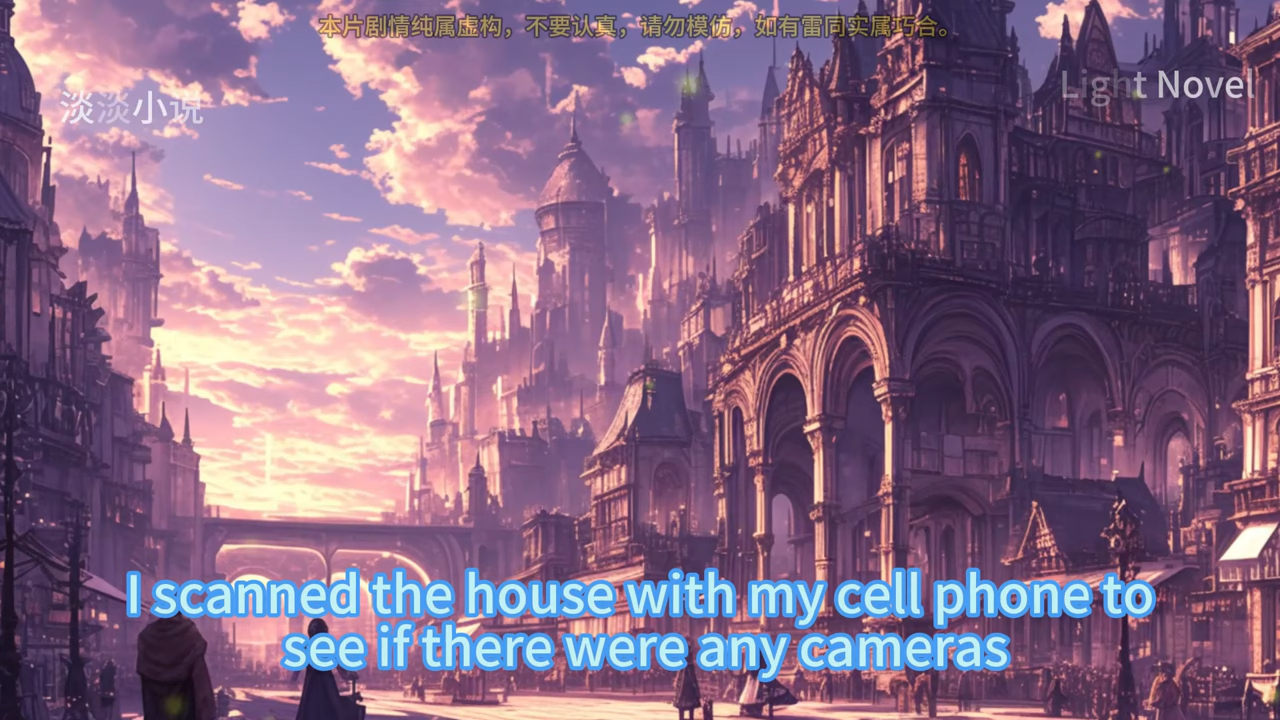 本片剧情纯属虚构，不要认真，请勿模仿，如有雷同实属巧合。
淡淡小说
Light Novel
I scanned the house with my cell phone to
see if there were any cameras